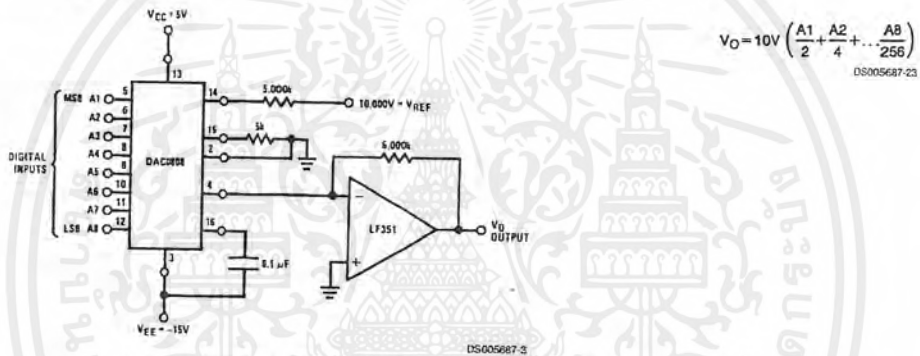 VCC = 5V
13
MSB A1 5
A2 6
A3 7
A4 8
A5 9
A6 10
A7 11
LSB A8 12
DIGITAL
INPUTS
DAC0808
14
5.000k
10.000V = VREF
15
5k
2
4
16
0.1 μF
3
VEE = -15V
5.000k
−
+
LF351
VO
OUTPUT
DS005687-3
VO=10V (A1/2+A2/4+...A8/256)
DS005687-23